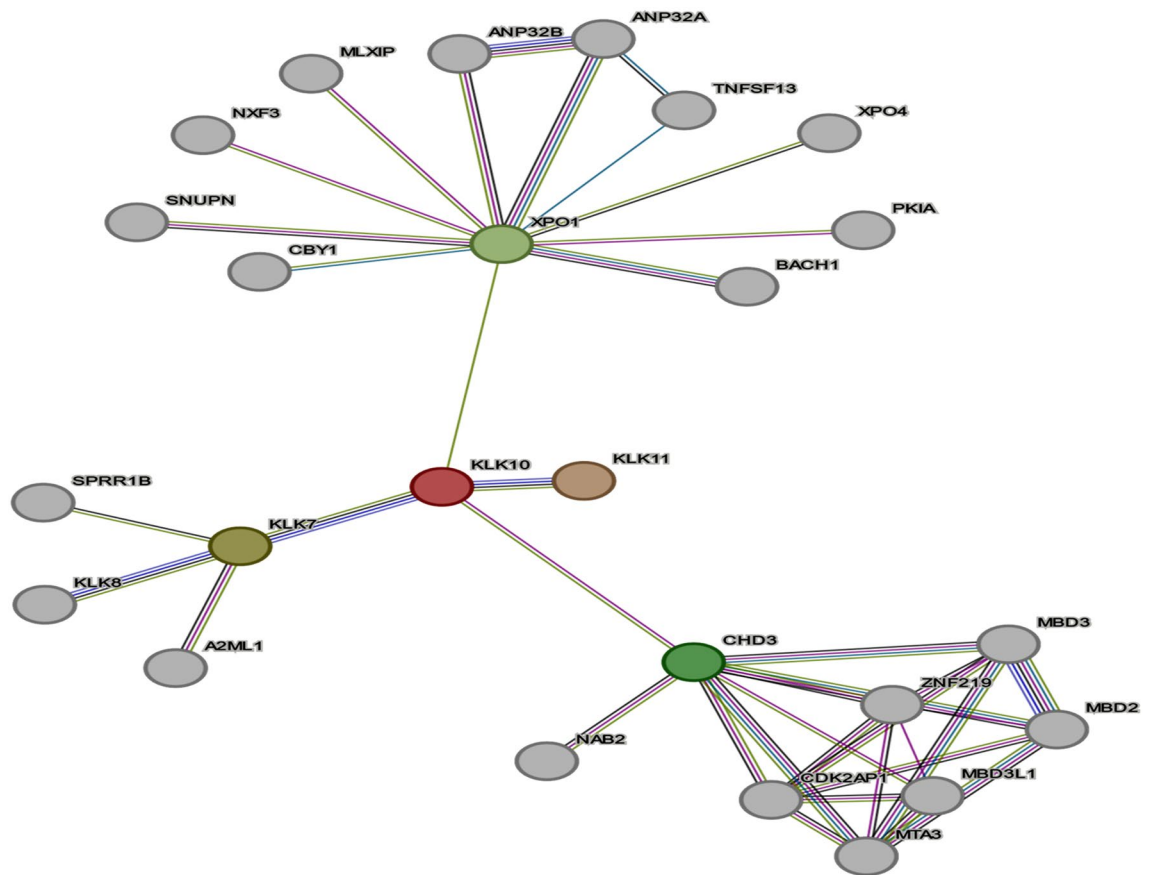 ANP32A
ANP32B
MLXIP
TNFSF13
XPO4
NXF3
SNUPN
PKIA
XPO1
CBY1
BACH1
KLK11
KLK10
SPRR1B
KLK7
KLK8
MBD3
CHD3
A2ML1
ZNF219
MBD2
NAB2
MBD3L1
CDK2AP1
MTA3